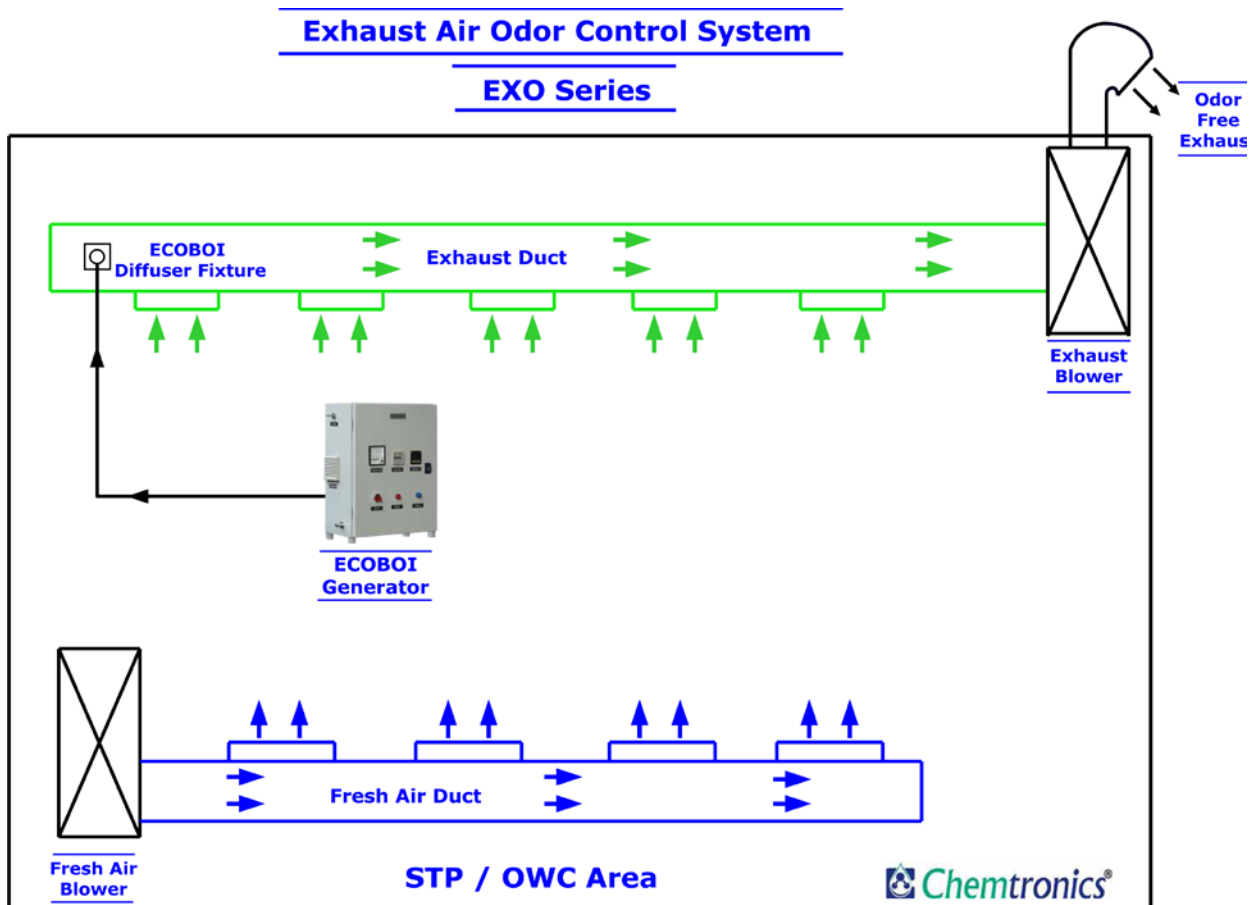 Exhaust Air Odor Control System
EXO Series
Odor
Free
Exhaus
ECOBOI
Diffuser Fixture
Exhaust Duct
Exhaust
Blower
ECOBOI
Generator
Fresh Air Duct
Fresh Air
Blower
STP / OWC Area
Chemtronics®